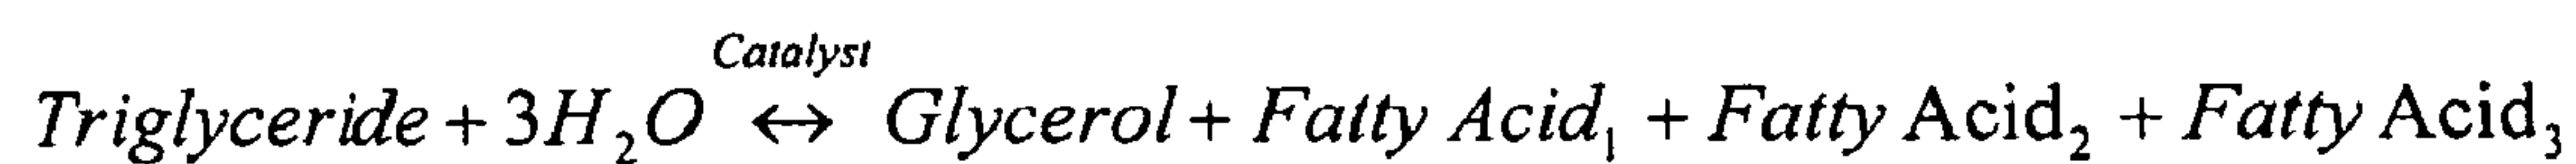 Catalyst
Triglyceride + 3H₂O ↔ Glycerol + Fatty Acid₁ + Fatty Acid₂ + Fatty Acid₃